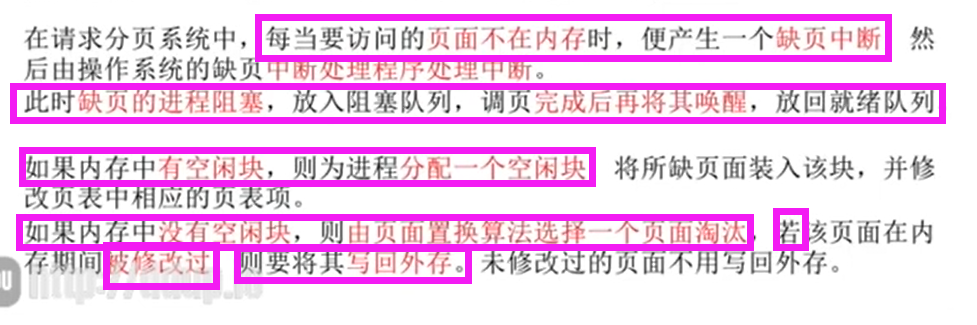 在请求分页系统中，每当要访问的页面不在内存时，便产生一个缺页中断 然
后由操作系统的缺页中断处理程序处理中断。
此时缺页的进程阻塞，放入阻塞队列，调页完成后再将其唤醒，放回就绪队列
如果内存中有空闲块，则为进程分配一个空闲块 将所缺页面装入该块，并修
改页表中相应的页表项。
如果内存中没有空闲块，则由页面置换算法选择一个页面淘汰，若该页面在内
存期间被修改过 则要将其写回外存。未修改过的页面不用写回外存。